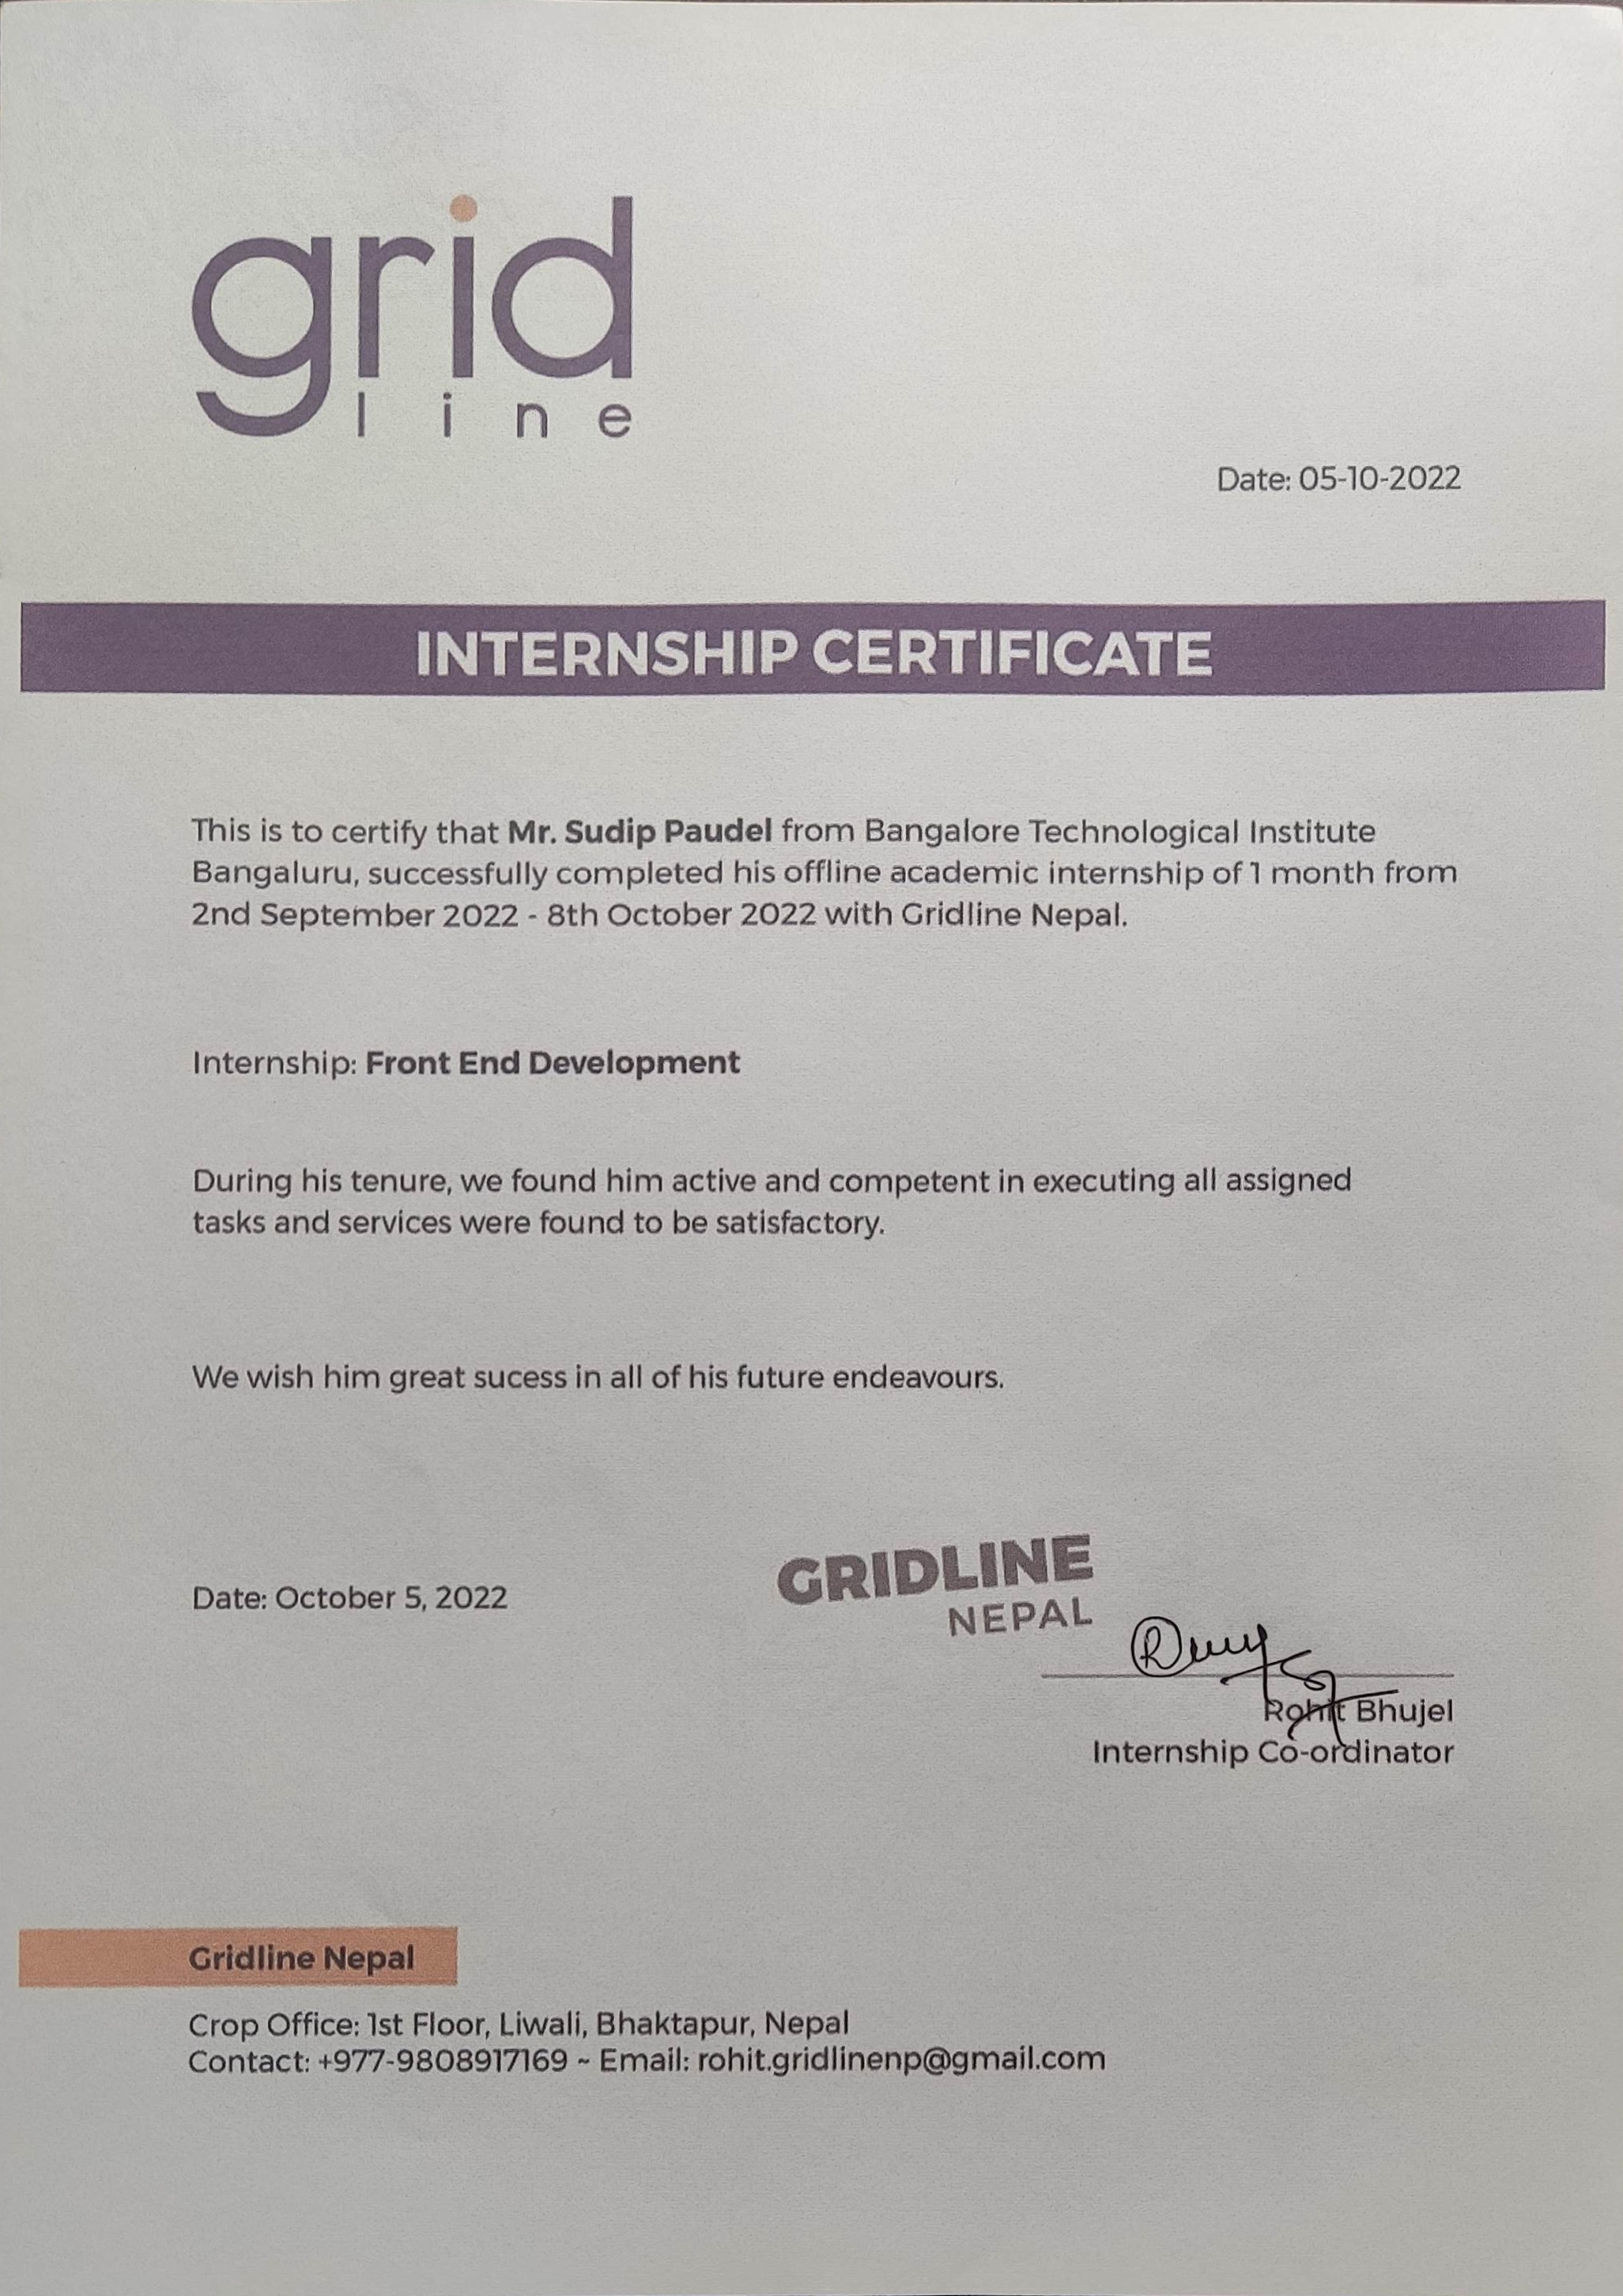 grid
line
Date: 05-10-2022
INTERNSHIP CERTIFICATE
This is to certify that Mr. Sudip Paudel from Bangalore Technological Institute
Bangaluru, successfully completed his offline academic internship of 1 month from
2nd September 2022 - 8th October 2022 with Gridline Nepal.
Internship: Front End Development
During his tenure, we found him active and competent in executing all assigned
tasks and services were found to be satisfactory.
We wish him great sucess in all of his future endeavours.
Date: October 5, 2022
GRIDLINE
NEPAL
Rohit Bhujel
Internship Co-ordinator
Gridline Nepal
Crop Office: 1st Floor, Liwali, Bhaktapur, Nepal
Contact: +977-9808917169 ~ Email: rohit.gridlinenp@gmail.com